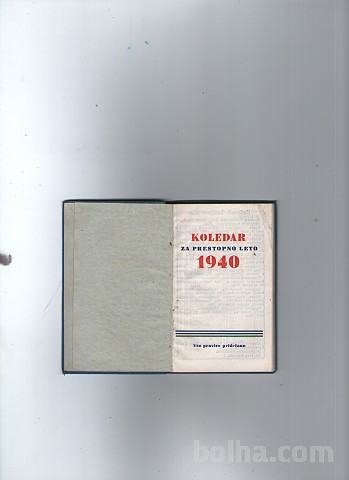 KOLEDAR
ZA PRESTOPNO LETO
1940
Vse pravice pridržane
bolha.com